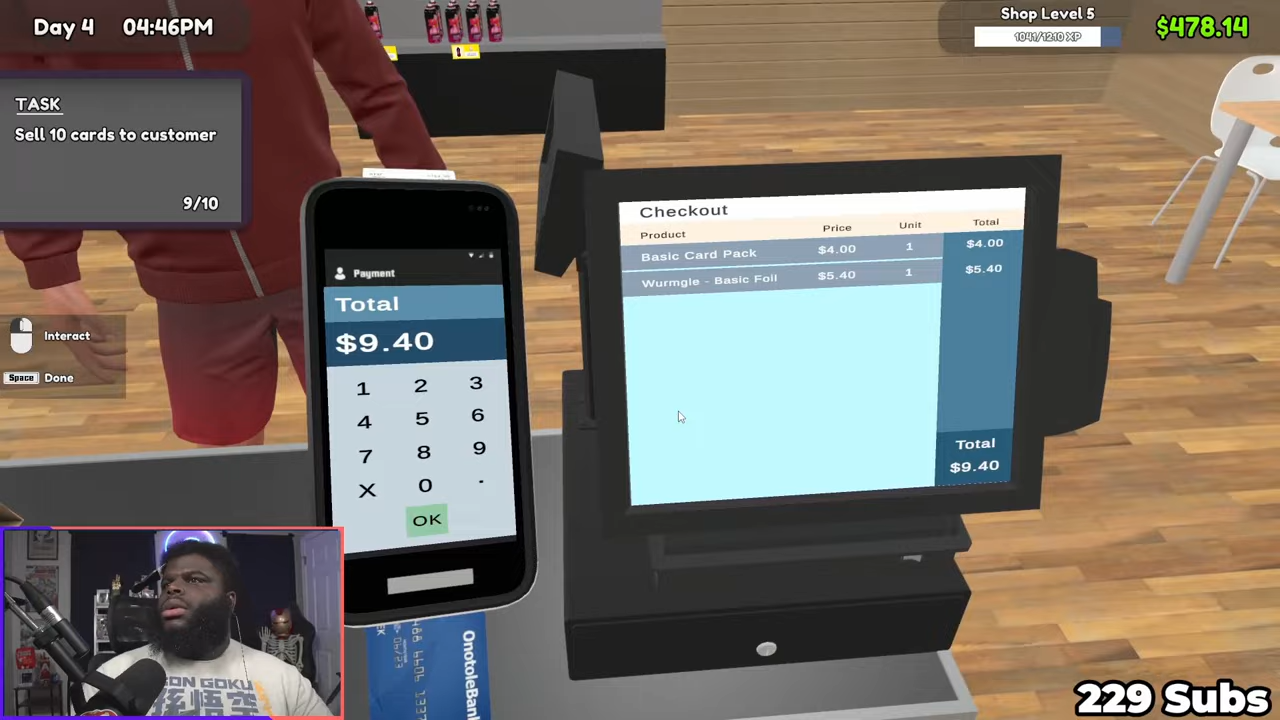 Day 4 04:46PM
Shop Level 5
1041/1210 XP
$478.14
TASK
Sell 10 cards to customer
9/10
Interact
Space Done
Payment
Total
$9.40
1 2 3
4 5 6
7 8 9
X 0 .
OK
Checkout
Product Price Unit Total
Basic Card Pack $4.00 1 $4.00
Wurmgle - Basic Foil $5.40 1 $5.40
Total
$9.40
OnotoleBank
229 Subs